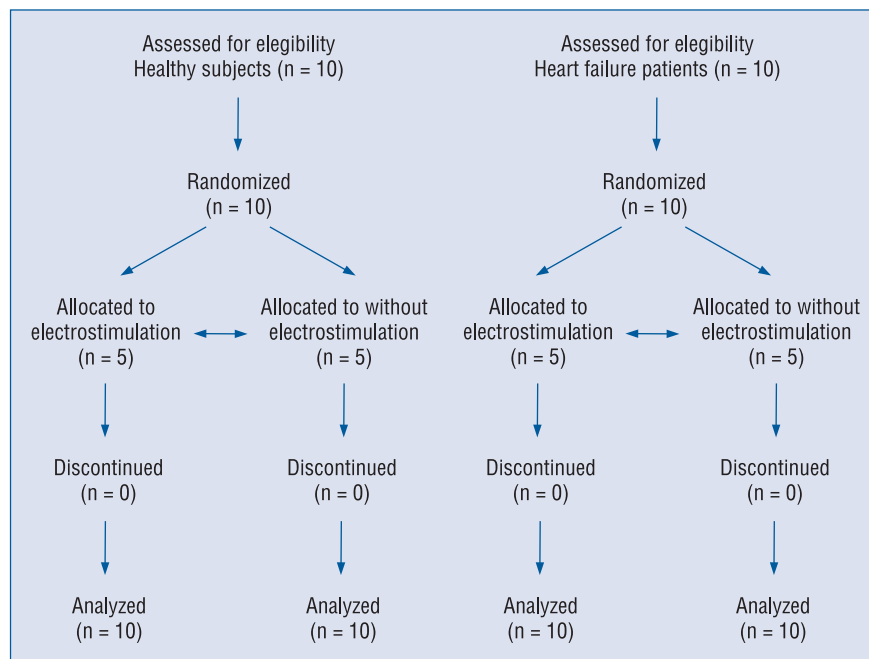 Assessed for elegibility
Healthy subjects (n = 10)
Assessed for elegibility
Heart failure patients (n = 10)
Randomized
(n = 10)
Randomized
(n = 10)
Allocated to
electrostimulation
(n = 5)
Allocated to without
electrostimulation
(n = 5)
Allocated to
electrostimulation
(n = 5)
Allocated to without
electrostimulation
(n = 5)
Discontinued
(n = 0)
Discontinued
(n = 0)
Discontinued
(n = 0)
Discontinued
(n = 0)
Analyzed
(n = 10)
Analyzed
(n = 10)
Analyzed
(n = 10)
Analyzed
(n = 10)